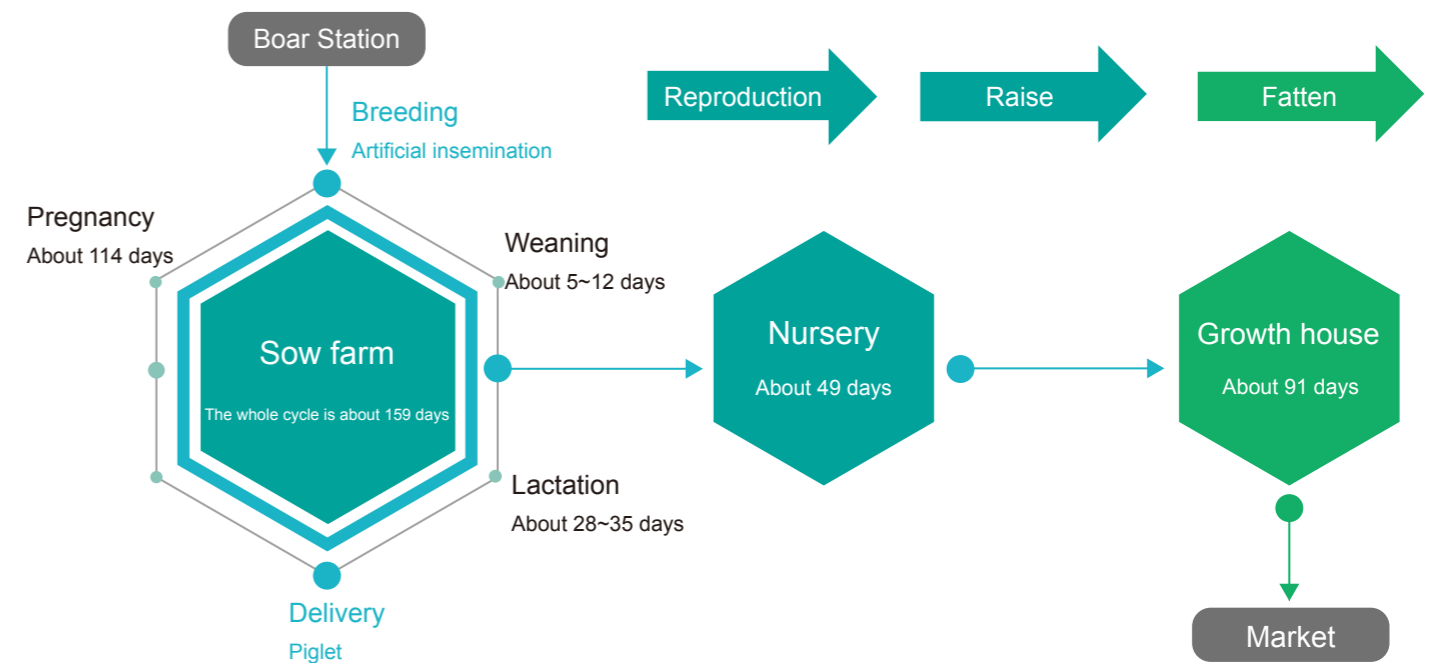 Boar Station
Breeding
Artificial insemination
Reproduction
Raise
Fatten
Pregnancy
About 114 days
Weaning
About 5~12 days
Sow farm
The whole cycle is about 159 days
Nursery
About 49 days
Growth house
About 91 days
Lactation
About 28~35 days
Delivery
Piglet
Market